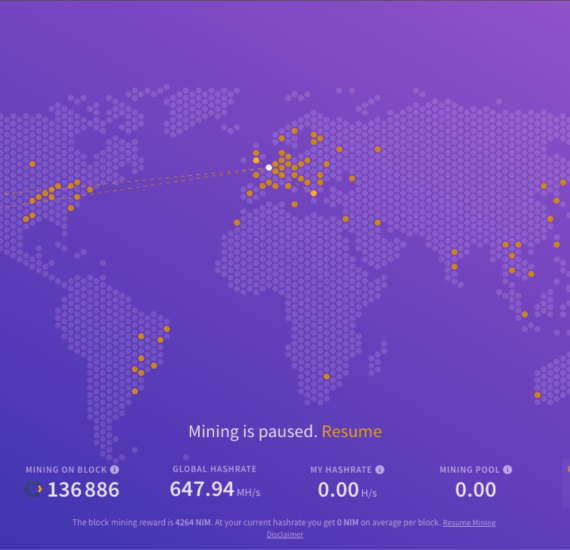 Mining is paused. Resume
MINING ON BLOCK
GLOBAL HASHRATE
MY HASHRATE
MINING POOL
136 886
647.94 MH/s
0.00 H/s
0.00
The block mining reward is 4264 NIM. At your current hashrate you get 0 NIM on average per block. Resume Mining
Disclaimer